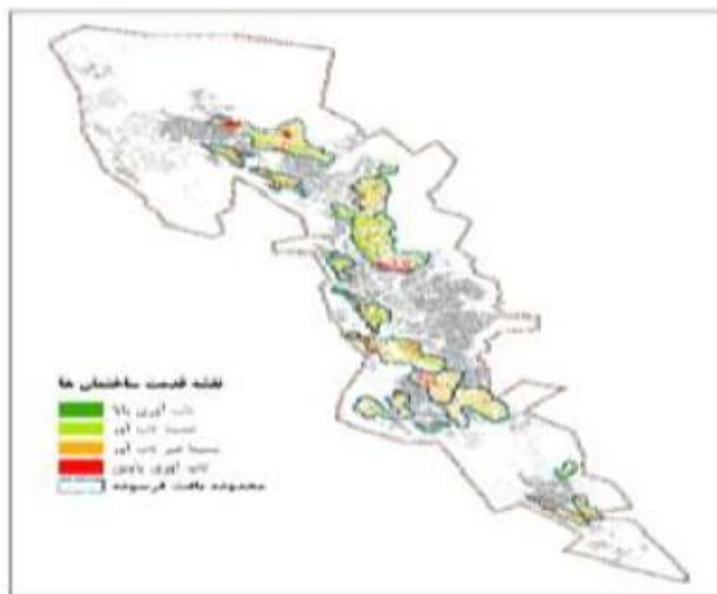 نقشه قدمت ساختمان ها
تاب آوری بالا
نسبتا تاب آور
نسبتا غیر تاب آور
تاب آوری پایین
محدوده بافت فرسوده